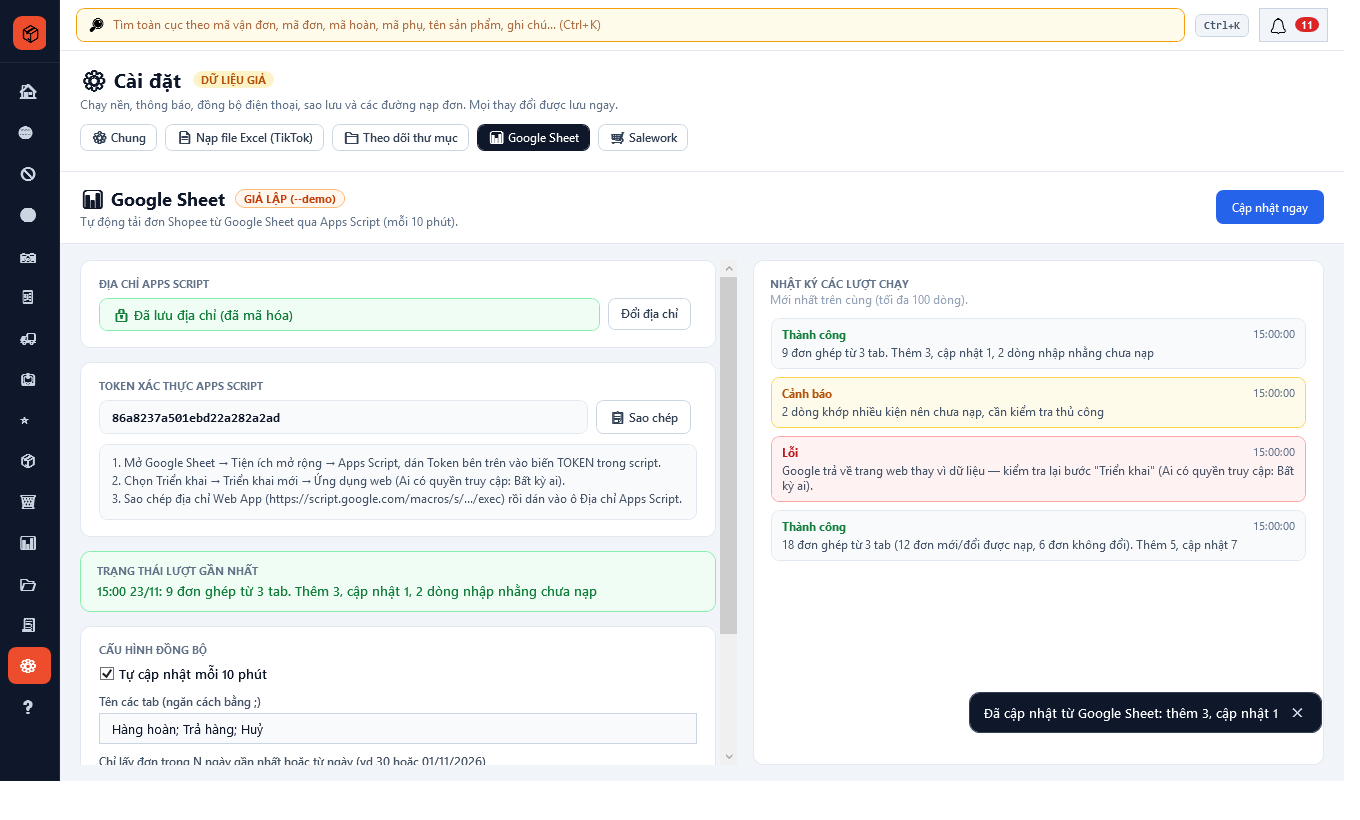 Tìm toàn cục theo mã vận đơn, mã đơn, mã hoàn, mã phụ, tên sản phẩm, ghi chú... (Ctrl+K)
Ctrl+K
11
Cài đặt
DỮ LIỆU GIẢ
Chạy nền, thông báo, đồng bộ điện thoại, sao lưu và các đường nạp đơn. Mọi thay đổi được lưu ngay.
Chung
Nạp file Excel (TikTok)
Theo dõi thư mục
Google Sheet
Salework
Google Sheet
GIẢ LẬP (--demo)
Tự động tải đơn Shopee từ Google Sheet qua Apps Script (mỗi 10 phút).
Cập nhật ngay
ĐỊA CHỈ APPS SCRIPT
Đã lưu địa chỉ (đã mã hóa)
Đổi địa chỉ
TOKEN XÁC THỰC APPS SCRIPT
86a8237a501ebd22a282a2ad
Sao chép
1. Mở Google Sheet → Tiện ích mở rộng → Apps Script, dán Token bên trên vào biến TOKEN trong script.
2. Chọn Triển khai → Triển khai mới → Ứng dụng web (Ai có quyền truy cập: Bất kỳ ai).
3. Sao chép địa chỉ Web App (https://script.google.com/macros/s/.../exec) rồi dán vào ô Địa chỉ Apps Script.
TRẠNG THÁI LƯỢT GẦN NHẤT
15:00 23/11: 9 đơn ghép từ 3 tab. Thêm 3, cập nhật 1, 2 dòng nhập nhằng chưa nạp
CẤU HÌNH ĐỒNG BỘ
Tự cập nhật mỗi 10 phút
Tên các tab (ngăn cách bằng ;)
Hàng hoàn; Trả hàng; Huỷ
Chỉ lấy đơn trong N ngày gần nhất hoặc từ ngày (vd 30 hoặc 01/11/2026)
NHẬT KÝ CÁC LƯỢT CHẠY
Mới nhất trên cùng (tối đa 100 dòng).
Thành công
15:00:00
9 đơn ghép từ 3 tab. Thêm 3, cập nhật 1, 2 dòng nhập nhằng chưa nạp
Cảnh báo
15:00:00
2 dòng khớp nhiều kiện nên chưa nạp, cần kiểm tra thủ công
Lỗi
15:00:00
Google trả về trang web thay vì dữ liệu — kiểm tra lại bước "Triển khai" (Ai có quyền truy cập: Bất
kỳ ai).
Thành công
15:00:00
18 đơn ghép từ 3 tab (12 đơn mới/đổi được nạp, 6 đơn không đổi). Thêm 5, cập nhật 7
Đã cập nhật từ Google Sheet: thêm 3, cập nhật 1